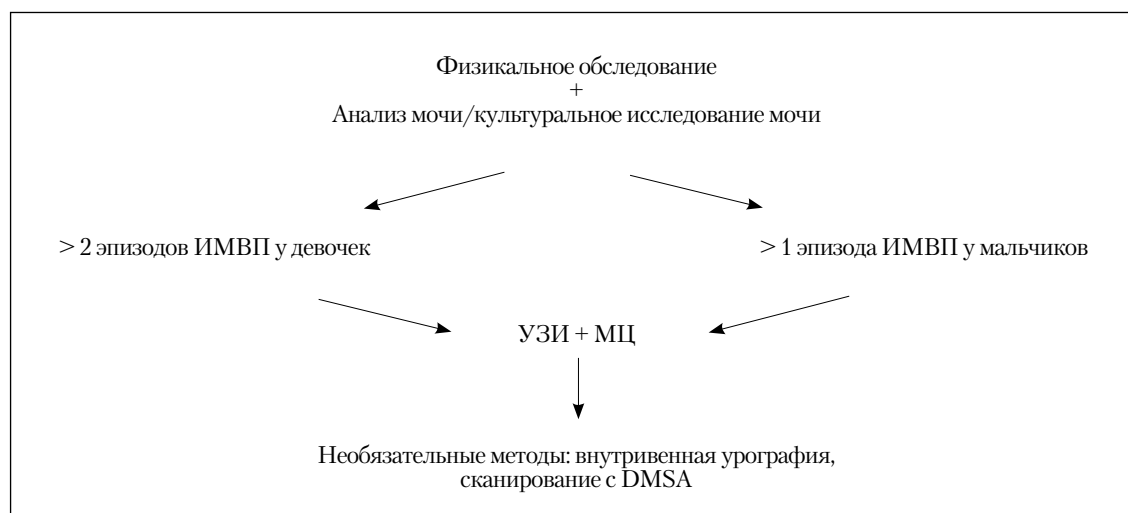 Физикальное обследование
+
Анализ мочи/культуральное исследование мочи
> 2 эпизодов ИМВП у девочек
> 1 эпизода ИМВП у мальчиков
УЗИ + МЦ
Необязательные методы: внутривенная урография,
сканирование с DMSA